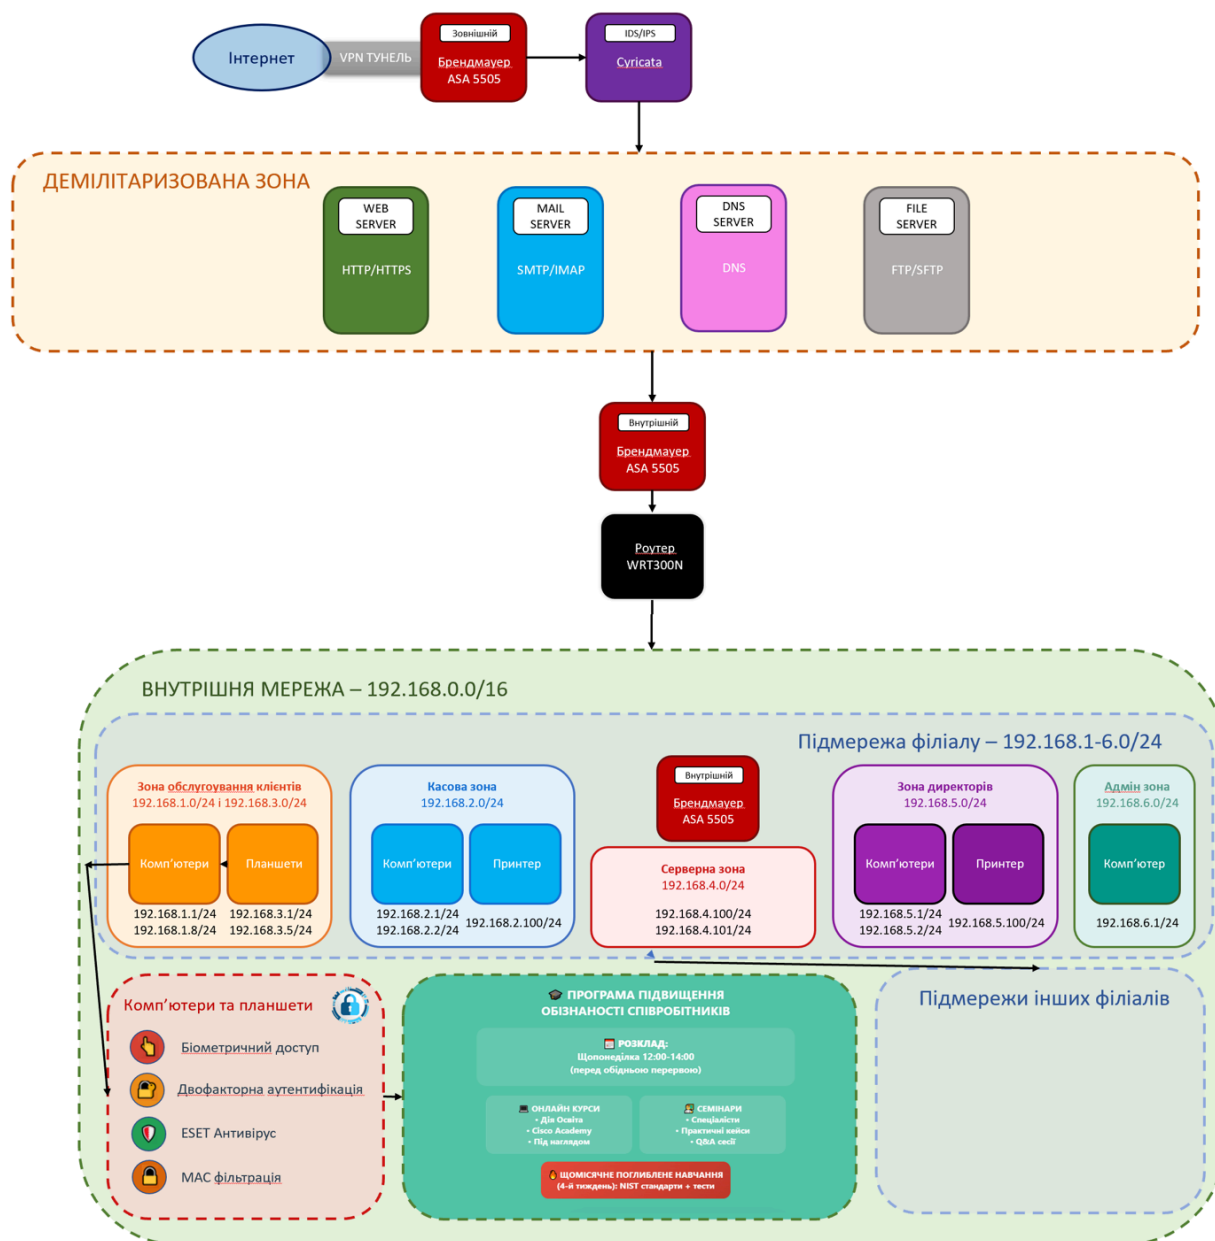 Інтернет
VPN ТУНЕЛЬ
Зовнішній
Брендмауер
ASA 5505
IDS/IPS
Cyricata
ДЕМІЛІТАРИЗОВАНА ЗОНА
WEB
SERVER
HTTP/HTTPS
MAIL
SERVER
SMTP/IMAP
DNS
SERVER
DNS
FILE
SERVER
FTP/SFTP
Внутрішній
Брендмауер
ASA 5505
Роутер
WRT300N
ВНУТРІШНЯ МЕРЕЖА – 192.168.0.0/16
Підмережа філіалу – 192.168.1-6.0/24
Зона обслугоування клієнтів
192.168.1.0/24 і 192.168.3.0/24
Комп’ютери
Планшети
192.168.1.1/24
192.168.1.8/24
192.168.3.1/24
192.168.3.5/24
Касова зона
192.168.2.0/24
Комп’ютери
Принтер
192.168.2.1/24
192.168.2.2/24
192.168.2.100/24
Внутрішній
Брендмауер
ASA 5505
Серверна зона
192.168.4.0/24
192.168.4.100/24
192.168.4.101/24
Зона директорів
192.168.5.0/24
Комп’ютери
Принтер
192.168.5.1/24
192.168.5.2/24
192.168.5.100/24
Адмін зона
192.168.6.0/24
Комп’ютер
192.168.6.1/24
Комп’ютери та планшети
Біометричний доступ
Двофакторна аутентифікація
ESET Антивірус
MAC фільтрація
ПРОГРАМА ПІДВИЩЕННЯ
ОБІЗНАНОСТІ СПІВРОБІТНИКІВ
РОЗКЛАД:
Щопонеділка 12:00-14:00
(перед обідньою перервою)
ОНЛАЙН КУРСИ
• Дія Освіта
• Cisco Academy
• Під наглядом
СЕМІНАРИ
• Спеціалісти
• Практичні кейси
• Q&A сесії
ЩОМІСЯЧНЕ ПОГЛИБЛЕНЕ НАВЧАННЯ
(4-й тиждень): NIST стандарти + тести
Підмережи інших філіалів